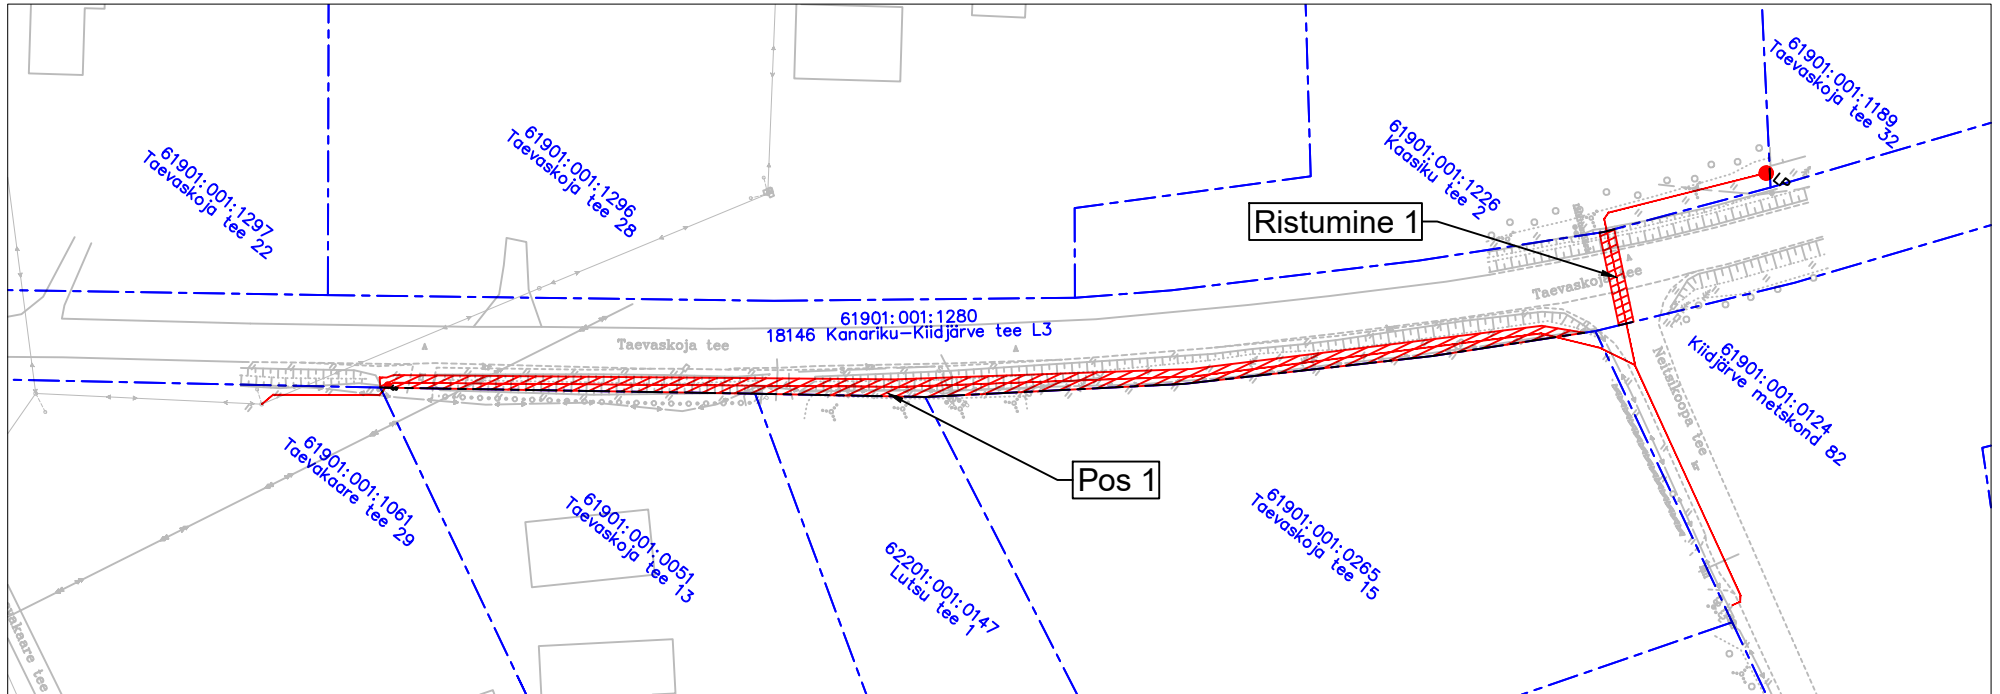 61901:001:1297
Taevaskoja tee 22
61901:001:1296
Taevaskoja tee 28
61901:001:1226
Kaasiku tee 2
61901:001:1189
Taevaskoja tee 32
LP
Ristumine 1
Taevaskoja tee
61901:001:1280
18146 Kanariku-Kiidjärve tee L3
Taevaskoja tee
61901:001:0124
Kiidjärve metskond 82
Neitsikoopa tee
kr
Pos 1
61901:001:1061
Taevakaare tee 29
61901:001:0051
Taevaskoja tee 13
62201:001:0147
Lutsu tee 1
61901:001:0265
Taevaskoja tee 15
vakaare tee